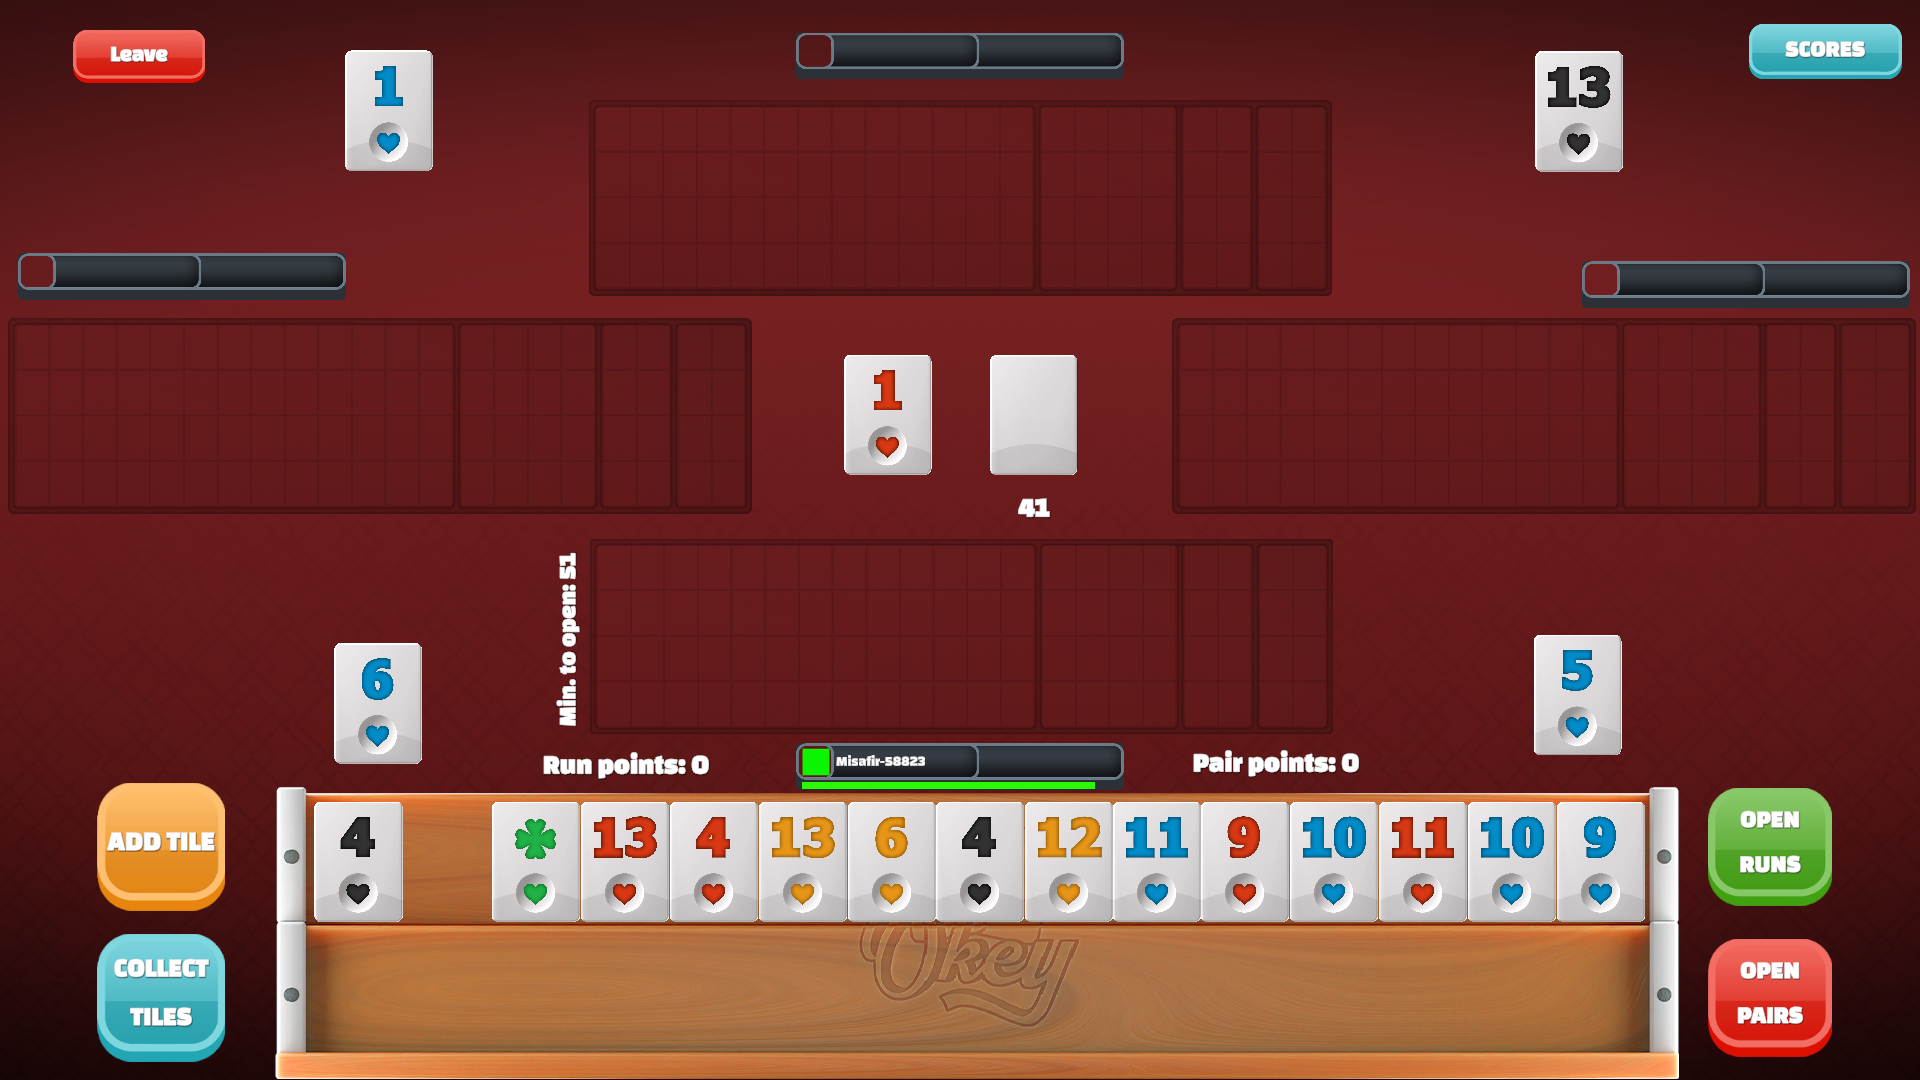 Leave
1
13
SCORES
1
41
Min. to open: 51
6
5
Run points: 0
Misafir-58823
Pair points: 0
ADD TILE
4
13
4
13
6
4
12
11
9
10
11
10
9
OPEN
RUNS
COLLECT
TILES
Okey
OPEN
PAIRS